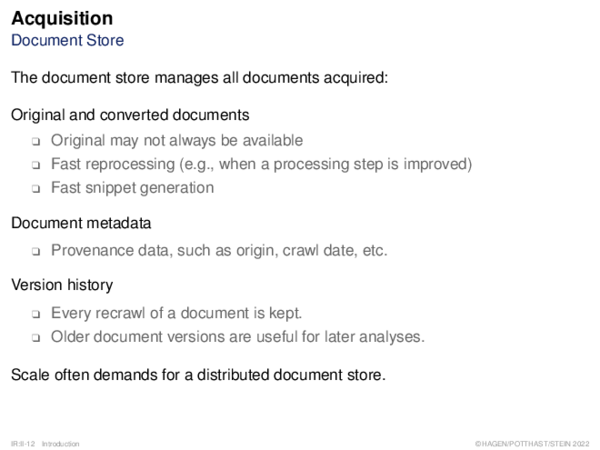 Acquisition
Document Store
The document store manages all documents acquired:
Original and converted documents
❏ Original may not always be available
❏ Fast reprocessing (e.g., when a processing step is improved)
❏ Fast snippet generation
Document metadata
❏ Provenance data, such as origin, crawl date, etc.
Version history
❏ Every recrawl of a document is kept.
❏ Older document versions are useful for later analyses.
Scale often demands for a distributed document store.
IR:II-12 Introduction ©HAGEN/POTTHAST/STEIN 2022